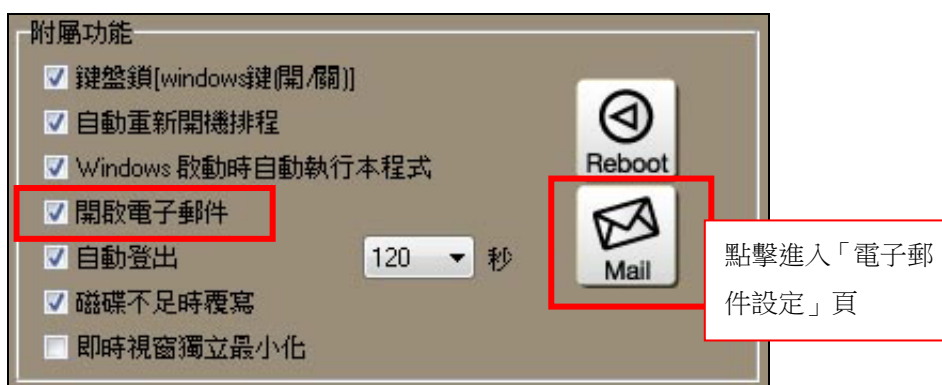 附屬功能
鍵盤鎖[windows鍵(開/關)]
自動重新開機排程
Reboot
Windows 啟動時自動執行本程式
開啟電子郵件
自動登出
120
秒
Mail
點擊進入「電子郵
件設定」頁
磁碟不足時覆寫
即時視窗獨立最小化